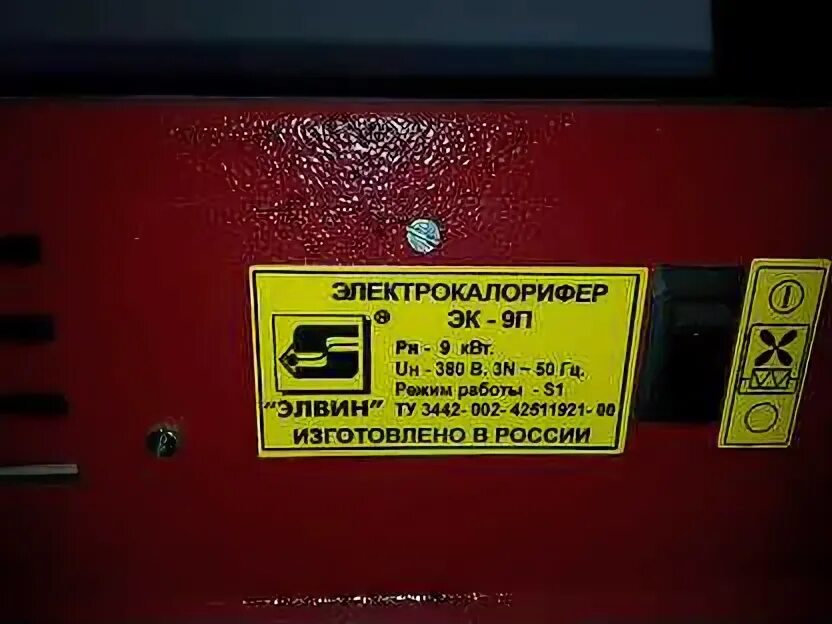 ЭЛЕКТРОКАЛОРИФЕР
ЭК - 9П
Рн - 9 кВт.
Uн - 380 В. 3N ~ 50 Гц.
Режим работы - S1
"ЭЛВИН" ® ТУ 3442- 002- 42511921- 00
ИЗГОТОВЛЕНО В РОССИИ